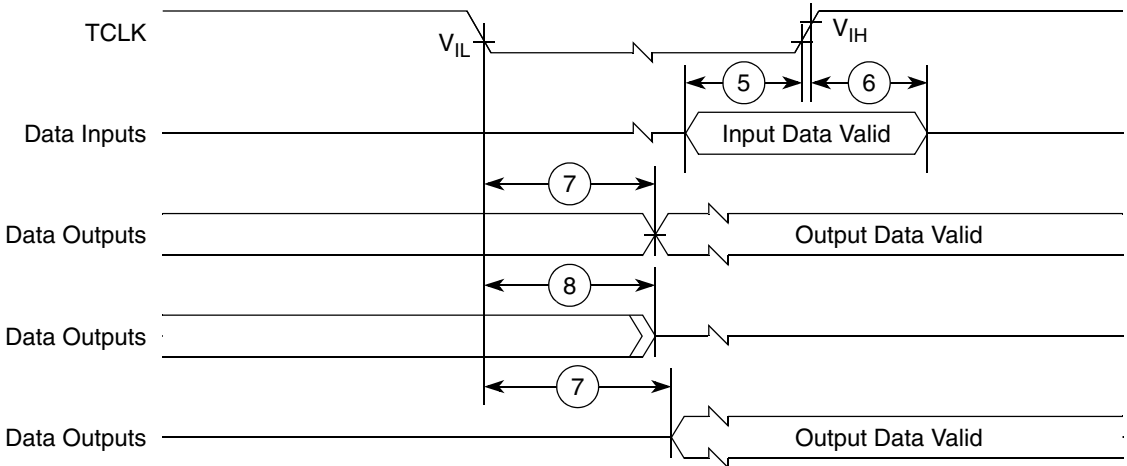 TCLK
V_IL
V_IH
5
6
Data Inputs
Input Data Valid
7
Data Outputs
Output Data Valid
8
Data Outputs
7
Data Outputs
Output Data Valid